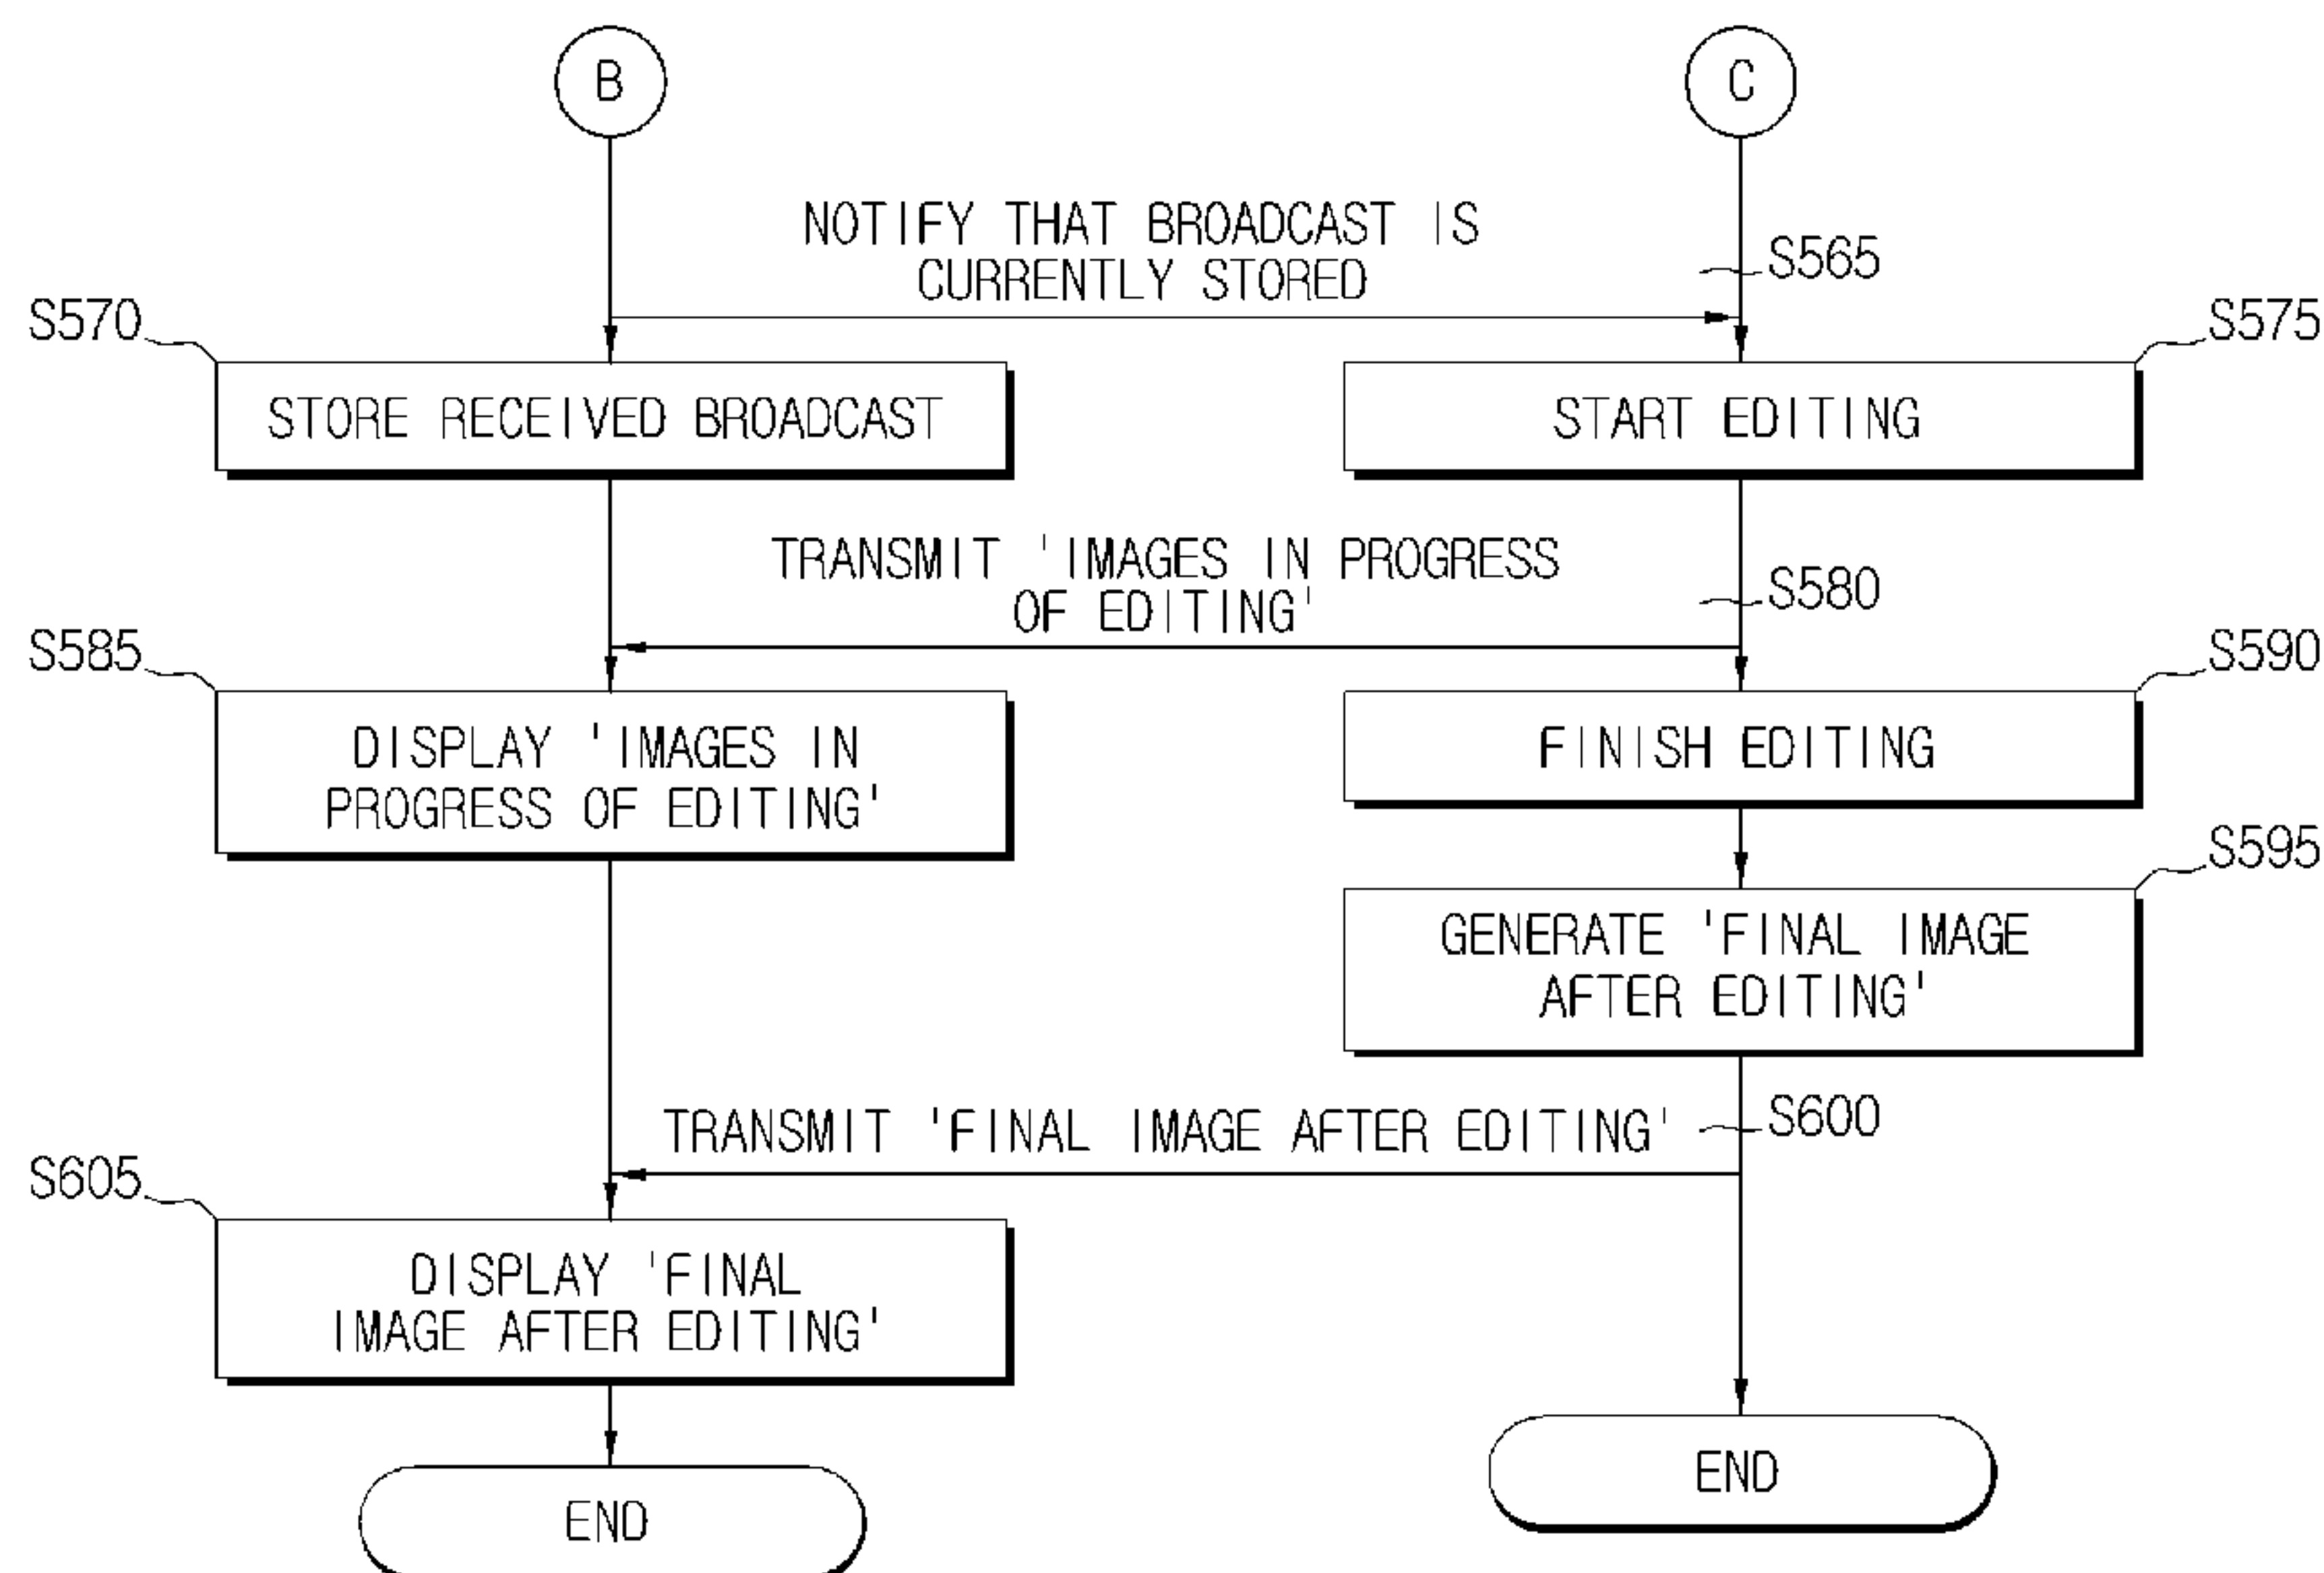 B
C
NOTIFY THAT BROADCAST IS
CURRENTLY STORED
S565
S570
S575
STORE RECEIVED BROADCAST
START EDITING
TRANSMIT 'IMAGES IN PROGRESS
OF EDITING'
S580
S585
S590
DISPLAY 'IMAGES IN
PROGRESS OF EDITING'
FINISH EDITING
S595
GENERATE 'FINAL IMAGE
AFTER EDITING'
TRANSMIT 'FINAL IMAGE AFTER EDITING'
S600
S605
DISPLAY 'FINAL
IMAGE AFTER EDITING'
END
END